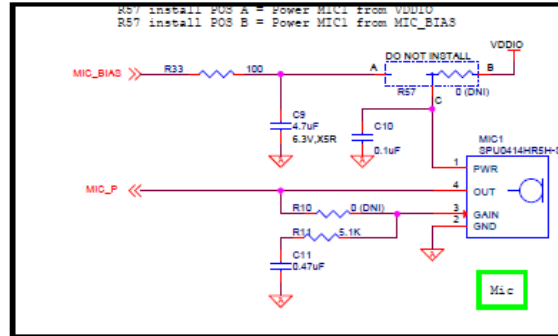 R57 install POS A = Power MIC1 from VDDIO
R57 install POS B = Power MIC1 from MIC_BIAS
DO NOT INSTALL
VDDIO
MIC_BIAS
R33
100
A
B
R57
0 (DNI)
C
C9
4.7uF
6.3V,X5R
C10
0.1uF
MIC1
SPU0414HR5H-S
1
PWR
MIC_P
4
OUT
R10
0 (DNI)
3
GAIN
R11
5.1K
2
GND
C11
0.47uF
A
A
A
A
Mic